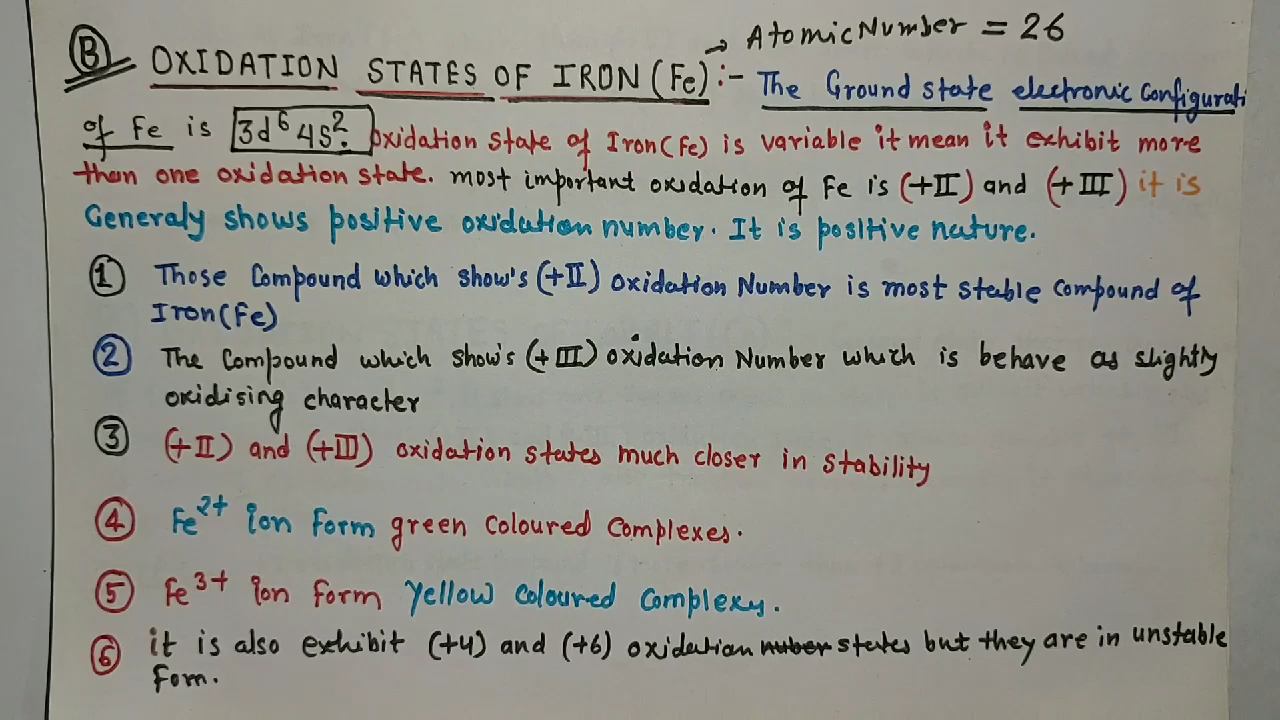 → Atomic Number = 26
(B) OXIDATION STATES OF IRON (Fe) :- The Ground state electronic Configurati
of Fe is 3d⁶ 4s². Oxidation state of Iron(Fe) is variable it mean it exhibit more
than one oxidation state. most important oxidation of Fe is (+II) and (+III) it is
Generaly shows positive oxidation number. It is positive nature.
① Those Compound which show's (+II) oxidation Number is most stable compound of
Iron(Fe)
② The Compound which show's (+III) oxidation Number which is behave as slightly
oxidising character
③ (+II) and (+III) oxidation states much closer in stability
④ Fe²⁺ ion form green coloured complexes.
⑤ Fe³⁺ ion form yellow coloured complexy.
⑥ it is also exhibit (+4) and (+6) oxidation nuber states but they are in unstable
form.